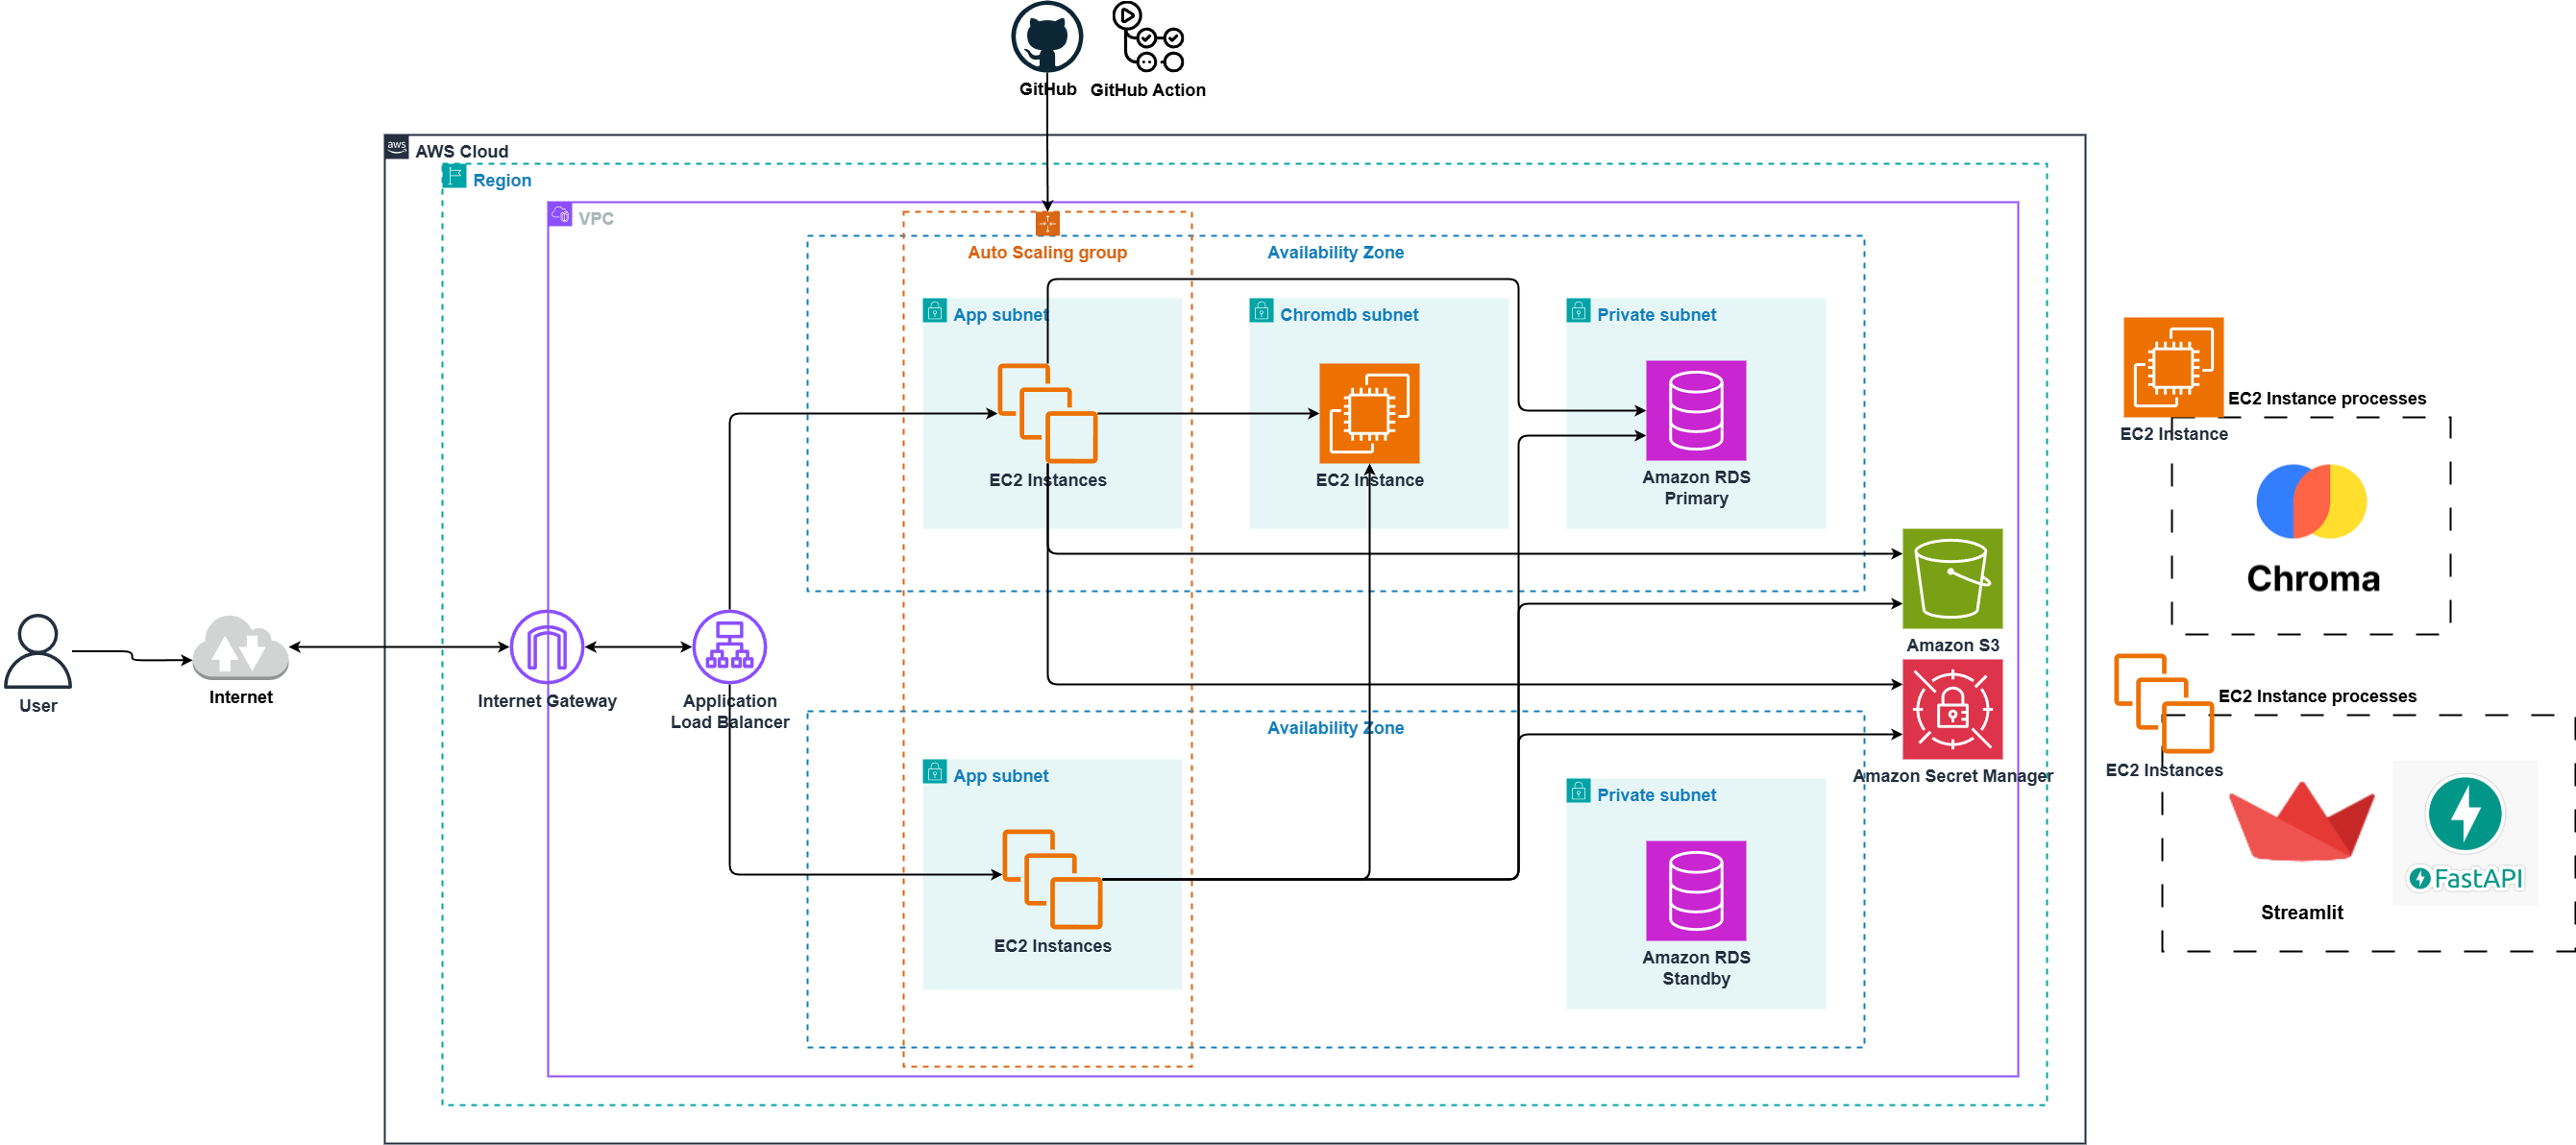 GitHub
GitHub Action
aws
AWS Cloud
Region
VPC
Auto Scaling group
Availability Zone
App subnet
Chromdb subnet
Private subnet
EC2 Instances
EC2 Instance
Amazon RDS
Primary
EC2 Instance processes
EC2 Instance
Chroma
Amazon S3
User
Internet
Internet Gateway
Application
Load Balancer
Availability Zone
Amazon Secret Manager
App subnet
Private subnet
EC2 Instances
Amazon RDS
Standby
EC2 Instance processes
EC2 Instances
Streamlit
FastAPI